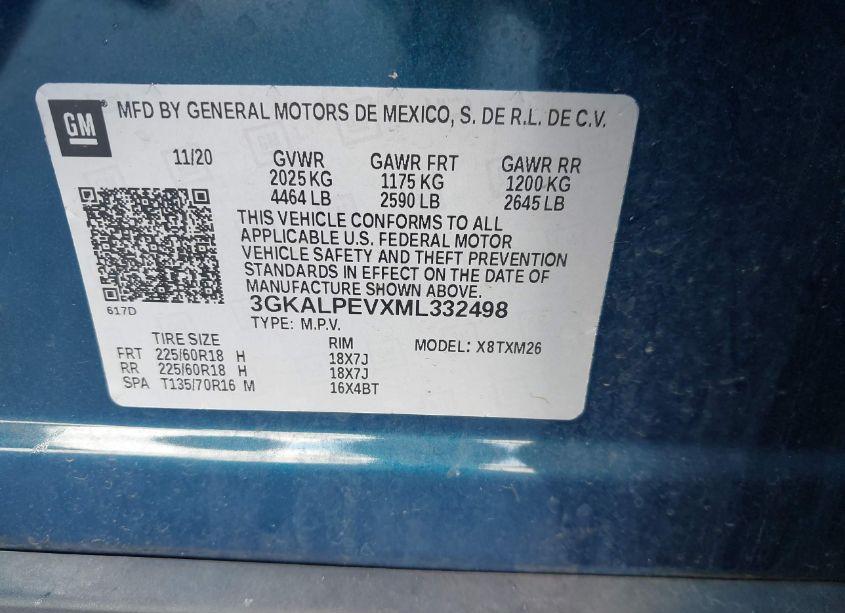 GM
MFD BY GENERAL MOTORS DE MEXICO, S. DE R.L. DE C.V.
11/20 GVWR GAWR FRT GAWR RR
2025 KG 1175 KG 1200 KG
4464 LB 2590 LB 2645 LB
THIS VEHICLE CONFORMS TO ALL
APPLICABLE U.S. FEDERAL MOTOR
VEHICLE SAFETY AND THEFT PREVENTION
STANDARDS IN EFFECT ON THE DATE OF
MANUFACTURE SHOWN ABOVE.
617D
3GKALPEVXML332498
TYPE: M.P.V.
TIRE SIZE RIM MODEL: X8TXM26
FRT 225/60R18 H 18X7J
RR 225/60R18 H 18X7J
SPA T135/70R16 M 16X4BT